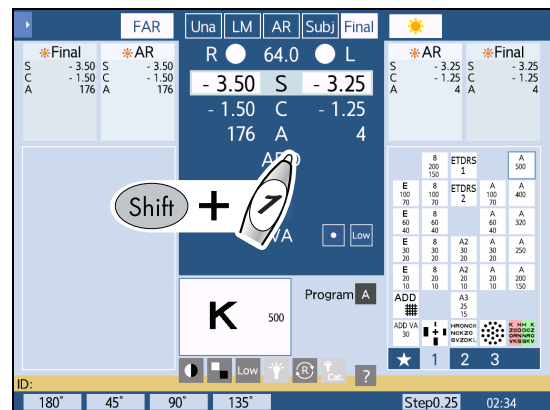 FAR
Una LM AR Subj Final
Final AR
S - 3.50 S - 3.50
C - 1.50 C - 1.50
A 176 A 176
R 64.0 L
- 3.50 S - 3.25
- 1.50 C - 1.25
176 A 4
AR Final
S - 3.25 S - 3.25
C - 1.25 C - 1.25
A 4 A 4
Shift + 1
VA Low
K 500
Program A
Low R Cat. ?
8 200 150
ETDRS 1
A 500
E 100 70
8 100 70
ETDRS 2
A 100 70
A 400
E 60 40
8 60 40
A 60 40
A 320
E 30 20
8 30 20
A2 30 20
A 30 20
A 250
E 20 10
8 20 10
A2 20 10
A 20 10
A 200 150
ADD
A3 25 15
ADD VA 30
1 2 3
ID:
180° 45° 90° 135° Step0.25 02:34